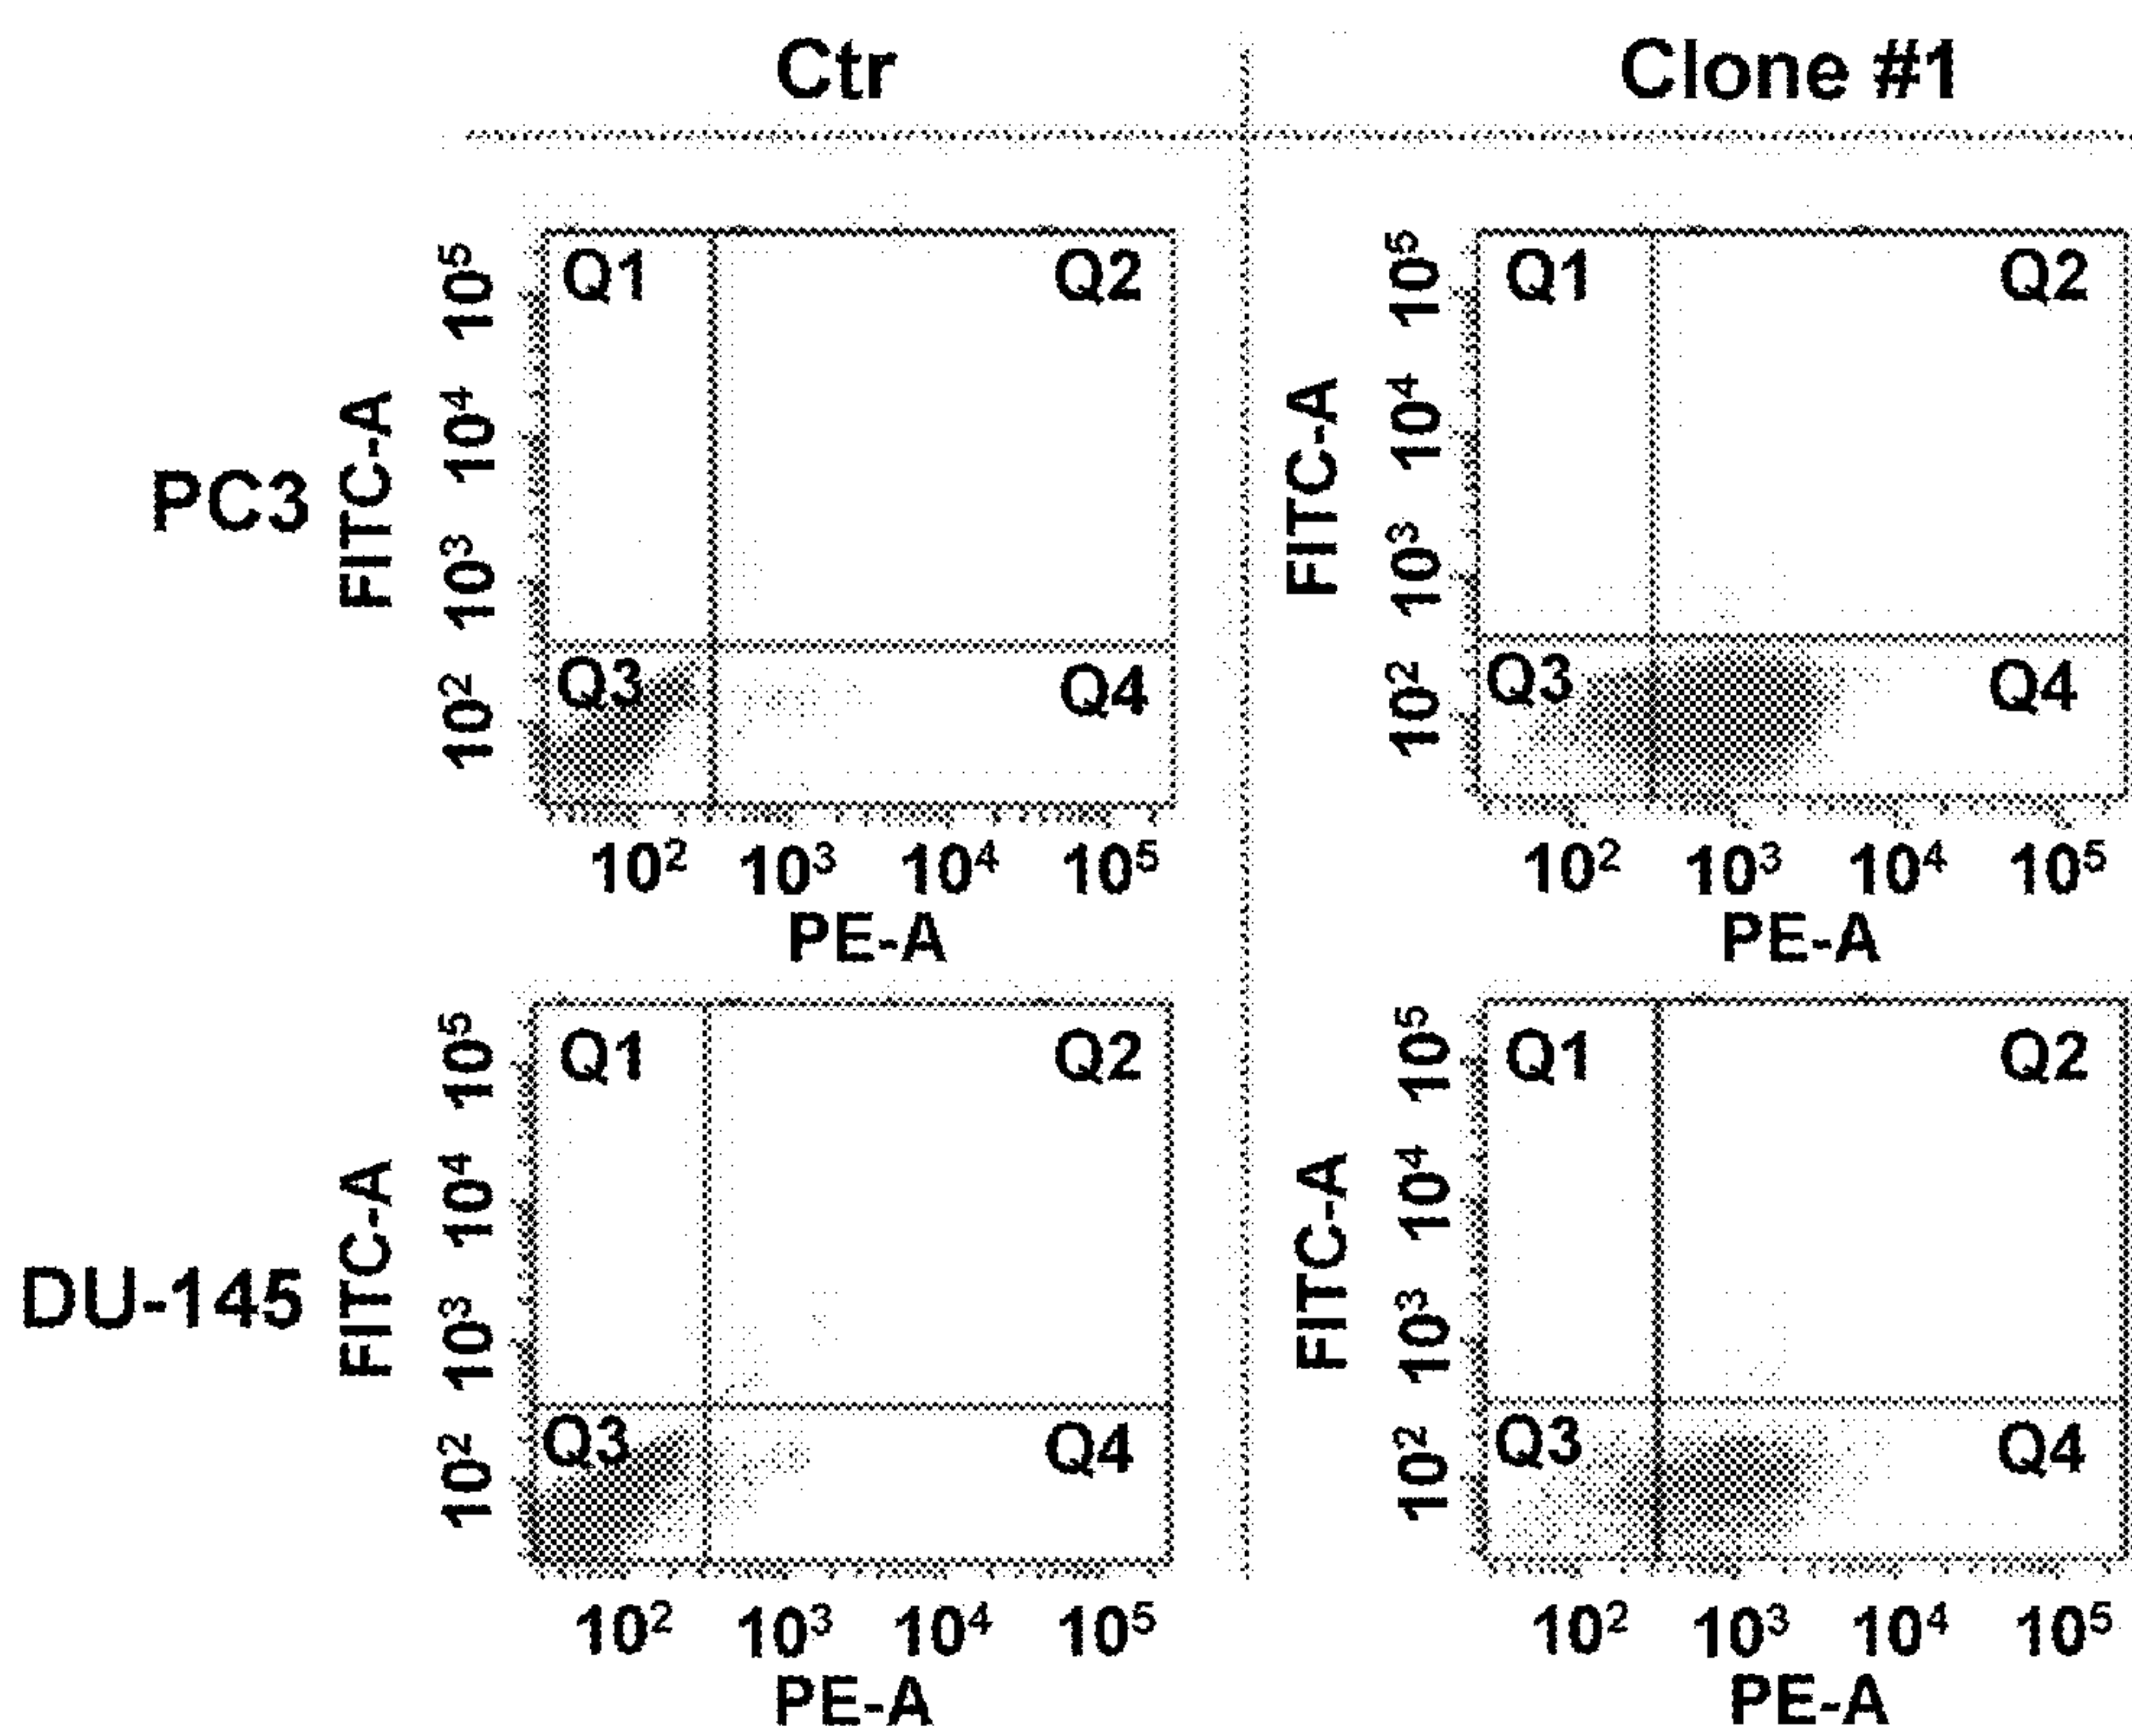 Ctr
Clone #1
PC3
FITC-A
10⁵
10⁴
10³
10²
Q1
Q2
Q3
Q4
10² 10³ 10⁴ 10⁵
PE-A
FITC-A
10⁵
10⁴
10³
10²
Q1
Q2
Q3
Q4
10² 10³ 10⁴ 10⁵
PE-A
DU-145
FITC-A
10⁵
10⁴
10³
10²
Q1
Q2
Q3
Q4
10² 10³ 10⁴ 10⁵
PE-A
FITC-A
10⁵
10⁴
10³
10²
Q1
Q2
Q3
Q4
10² 10³ 10⁴ 10⁵
PE-A